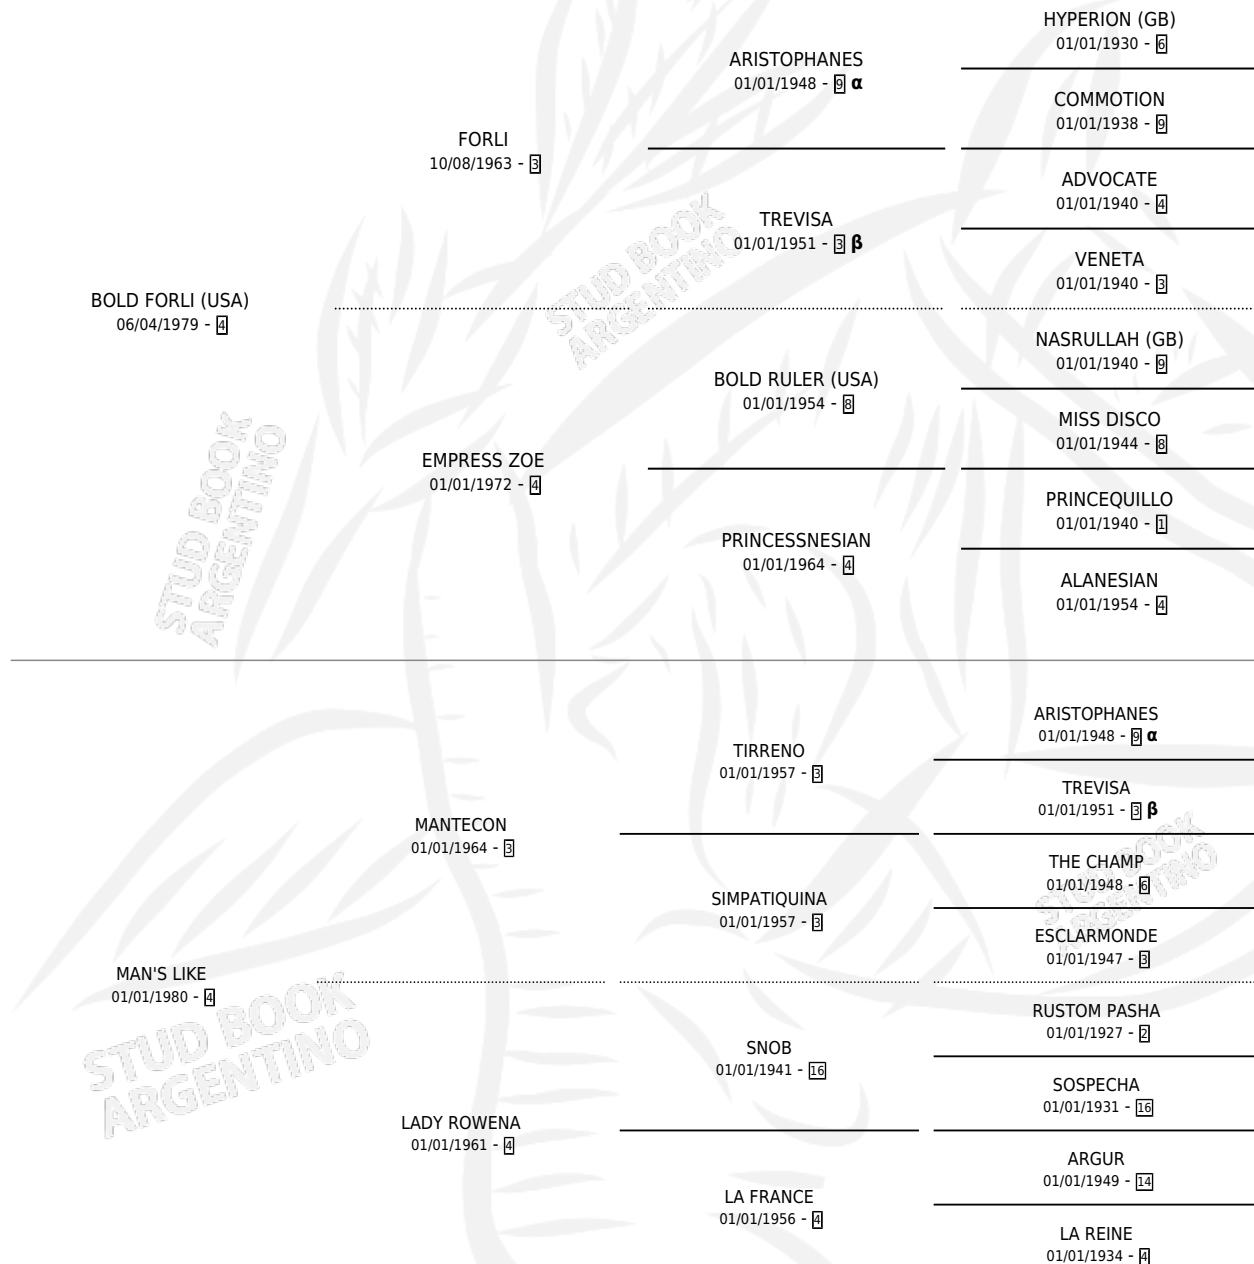 HYPERION (GB)
01/01/1930 - 6
ARISTOPHANES
01/01/1948 - 9 α
COMMOTION
01/01/1938 - 9
FORLI
10/08/1963 - 3
ADVOCATE
01/01/1940 - 4
TREVISA
01/01/1951 - 3 β
VENETA
01/01/1940 - 3
BOLD FORLI (USA)
06/04/1979 - 4
NASRULLAH (GB)
01/01/1940 - 9
BOLD RULER (USA)
01/01/1954 - 8
MISS DISCO
01/01/1944 - 8
EMPRESS ZOE
01/01/1972 - 4
PRINCEQUILLO
01/01/1940 - 1
PRINCESSNESIAN
01/01/1964 - 4
ALANESIAN
01/01/1954 - 4
STUD BOOK
ARGENTINO
STUD BOOK
ARGENTINO
ARISTOPHANES
01/01/1948 - 9 α
TIRRENO
01/01/1957 - 3
TREVISA
01/01/1951 - 3 β
MANTECON
01/01/1964 - 3
THE CHAMP
01/01/1948 - 6
SIMPATIQUINA
01/01/1957 - 3
ESCLARMONDE
01/01/1947 - 3
MAN'S LIKE
01/01/1980 - 4
RUSTOM PASHA
01/01/1927 - 2
SNOB
01/01/1941 - 16
SOSPECHA
01/01/1931 - 16
LADY ROWENA
01/01/1961 - 4
ARGUR
01/01/1949 - 14
LA FRANCE
01/01/1956 - 4
LA REINE
01/01/1934 - 4
STUD BOOK
ARGENTINO
STUD BOOK
ARGENTINO